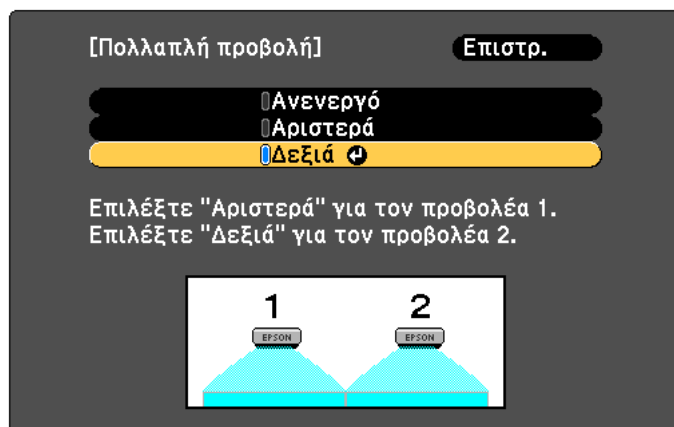 [Πολλαπλή προβολή] Επιστρ.
Ανενεργό
Αριστερά
Δεξιά
Επιλέξτε "Αριστερά" για τον προβολέα 1.
Επιλέξτε "Δεξιά" για τον προβολέα 2.
1 2
EPSON EPSON